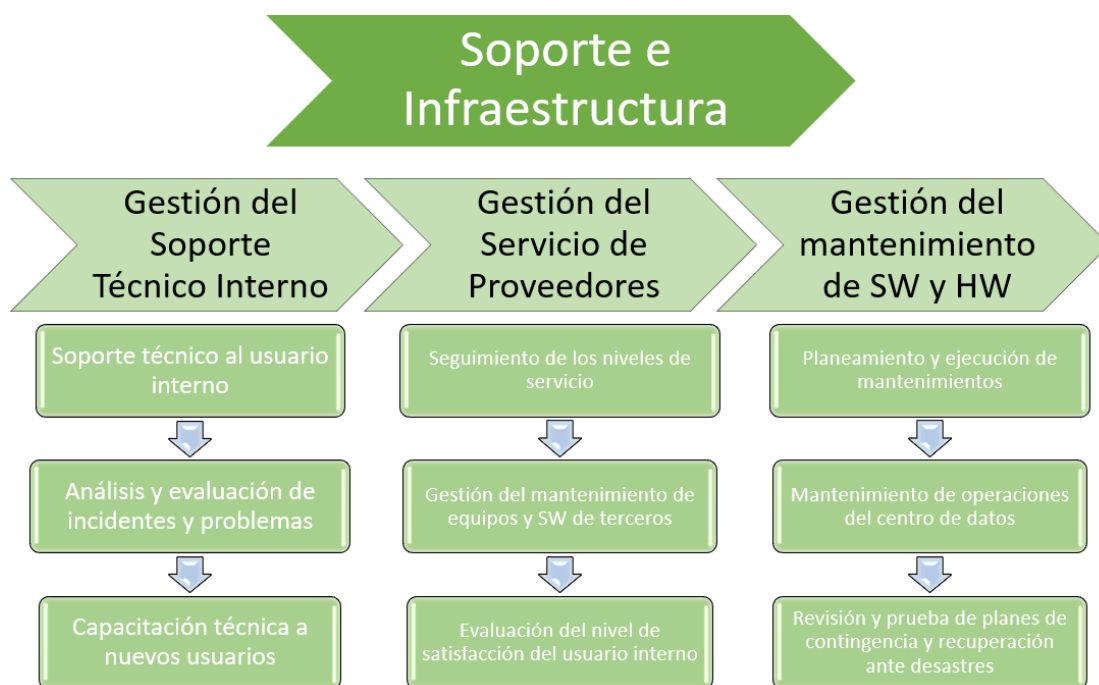 Soporte e
Infraestructura
Gestión del
Soporte
Técnico Interno
Gestión del
Servicio de
Proveedores
Gestión del
mantenimiento
de SW y HW
Soporte técnico al usuario
interno
Análisis y evaluación de
incidentes y problemas
Capacitación técnica a
nuevos usuarios
Seguimiento de los niveles de
servicio
Gestión del mantenimiento de
equipos y SW de terceros
Evaluación del nivel de
satisfacción del usuario interno
Planeamiento y ejecución de
mantenimientos
Mantenimiento de operaciones
del centro de datos
Revisión y prueba de planes de
contingencia y recuperación
ante desastres